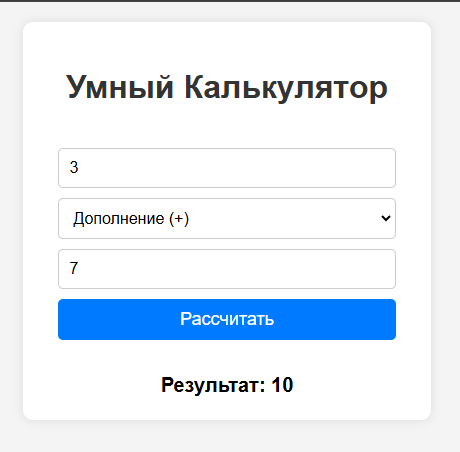 Умный Калькулятор
3
Дополнение (+)
7
Рассчитать
Результат: 10